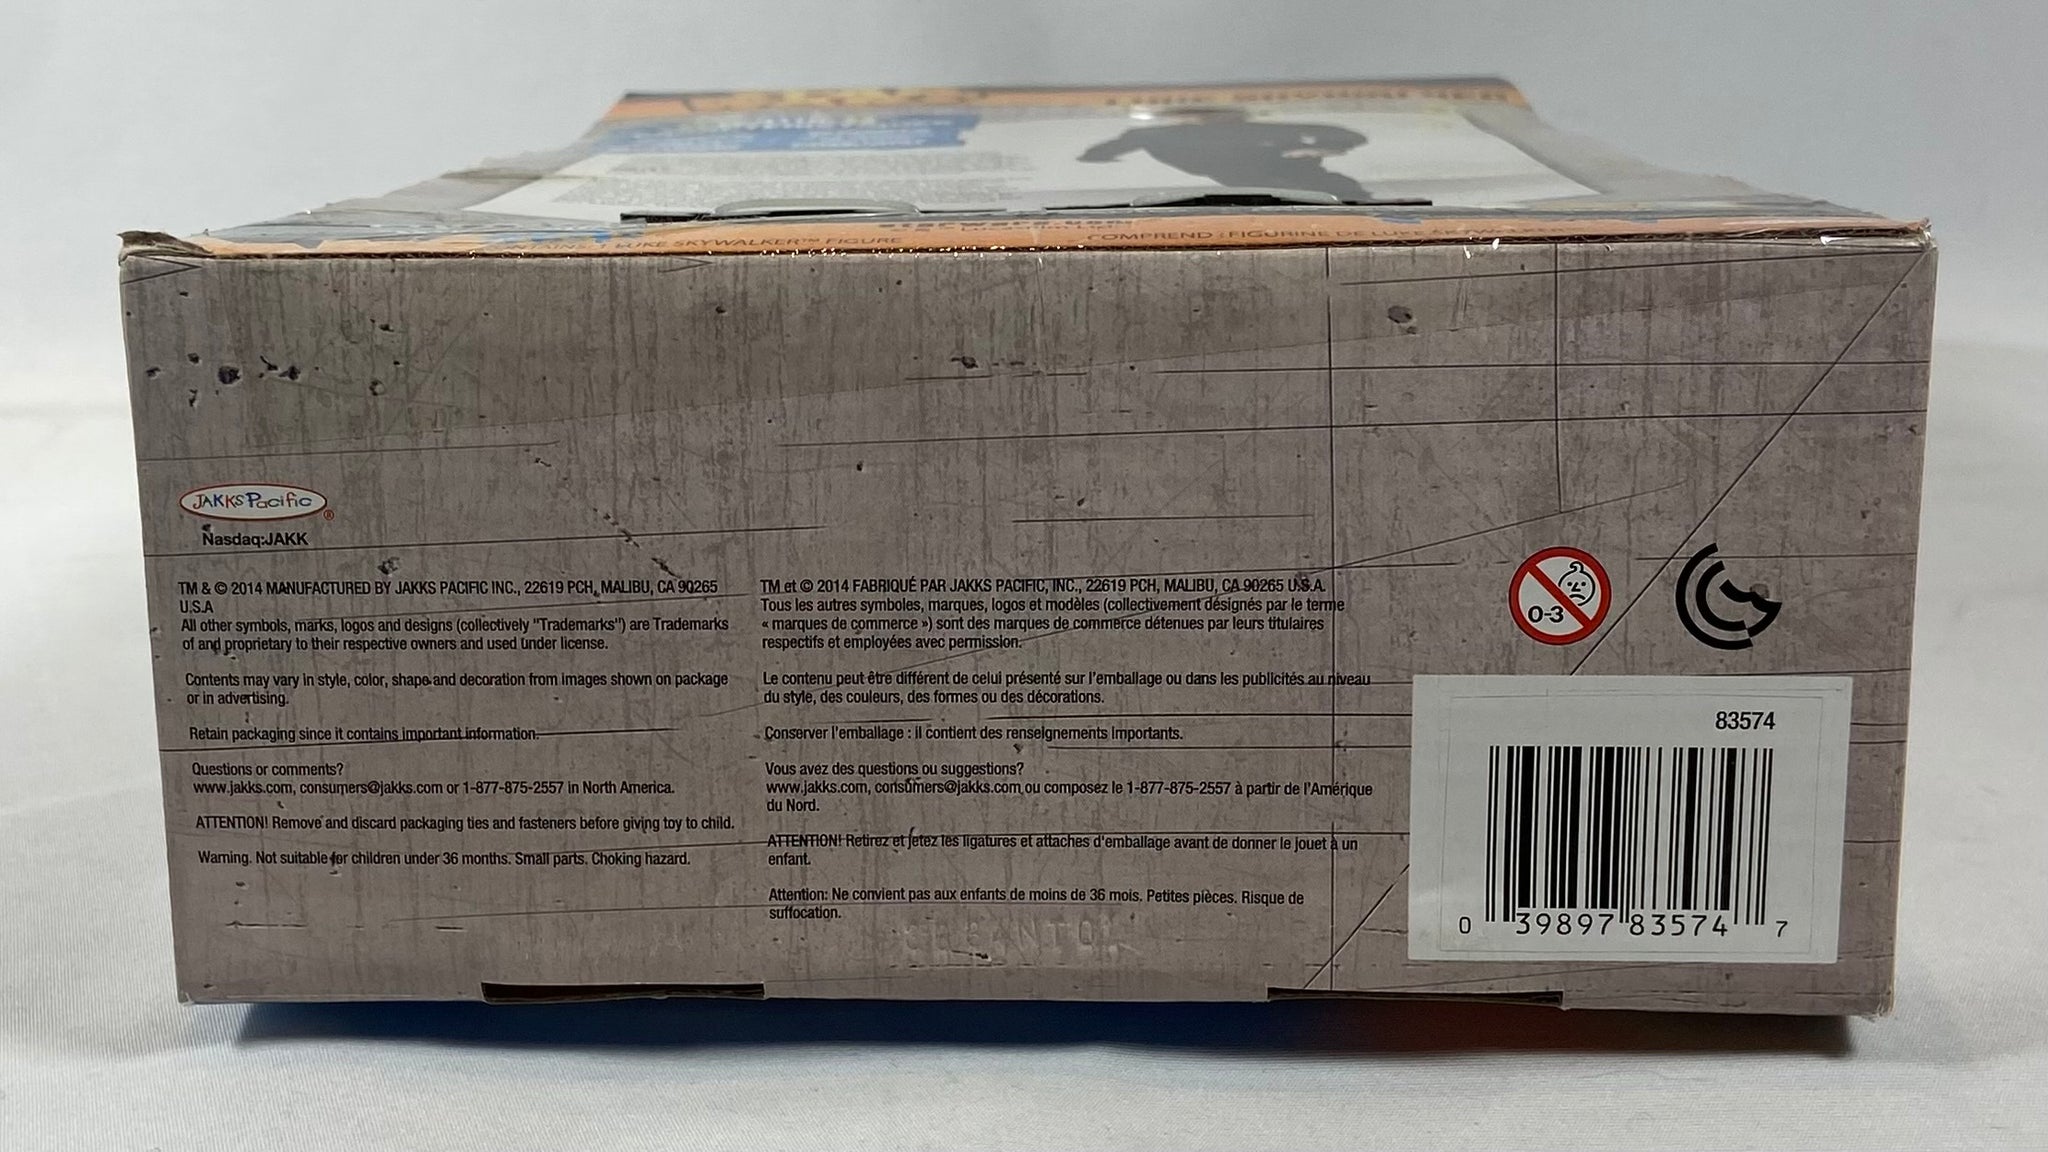 CONTAINS: 1 LUKE SKYWALKER™ FIGURE
COMPREND : FIGURINE DE LUKE
JAKKS Pacific®
Nasdaq:JAKK
TM & © 2014 MANUFACTURED BY JAKKS PACIFIC INC., 22619 PCH, MALIBU, CA 90265
U.S.A
All other symbols, marks, logos and designs (collectively "Trademarks") are Trademarks
of and proprietary to their respective owners and used under license.
Contents may vary in style, color, shape and decoration from images shown on package
or in advertising.
Retain packaging since it contains important information.
Questions or comments?
www.jakks.com, consumers@jakks.com or 1-877-875-2557 in North America.
ATTENTION! Remove and discard packaging ties and fasteners before giving toy to child.
Warning. Not suitable for children under 36 months. Small parts. Choking hazard.
TM et © 2014 FABRIQUÉ PAR JAKKS PACIFIC, INC., 22619 PCH, MALIBU, CA 90265 U.S.A.
Tous les autres symboles, marques, logos et modèles (collectivement désignés par le terme
« marques de commerce ») sont des marques de commerce détenues par leurs titulaires
respectifs et employées avec permission.
Le contenu peut être différent de celui présenté sur l'emballage ou dans les publicités au niveau
du style, des couleurs, des formes ou des décorations.
Conserver l'emballage : il contient des renseignements importants.
Vous avez des questions ou suggestions?
www.jakks.com, consumers@jakks.com ou composez le 1-877-875-2557 à partir de l'Amérique
du Nord.
ATTENTION! Retirez et jetez les ligatures et attaches d'emballage avant de donner le jouet à un
enfant.
Attention: Ne convient pas aux enfants de moins de 36 mois. Petites pièces. Risque de
suffocation.
0-3
83574
0 39897 83574 7